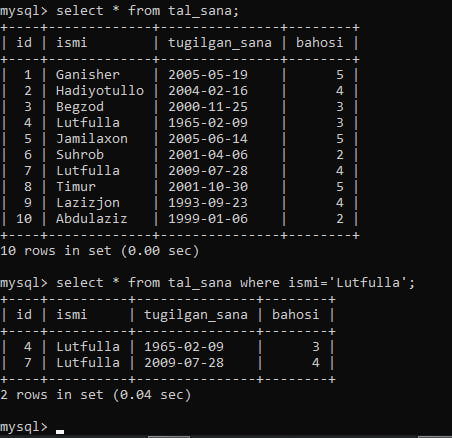 mysql> select * from tal_sana;
+----+-------------+---------------+--------+
| id | ismi        | tugilgan_sana | bahosi |
+----+-------------+---------------+--------+
|  1 | Ganisher    | 2005-05-19    |      5 |
|  2 | Hadiyotullo | 2004-02-16    |      4 |
|  3 | Begzod      | 2000-11-25    |      3 |
|  4 | Lutfulla    | 1965-02-09    |      3 |
|  5 | Jamilaxon   | 2005-06-14    |      5 |
|  6 | Suhrob      | 2001-04-06    |      2 |
|  7 | Lutfulla    | 2009-07-28    |      4 |
|  8 | Timur       | 2001-10-30    |      5 |
|  9 | Lazizjon    | 1993-09-23    |      4 |
| 10 | Abdulaziz   | 1999-01-06    |      2 |
+----+-------------+---------------+--------+
10 rows in set (0.00 sec)

mysql> select * from tal_sana where ismi='Lutfulla';
+----+----------+---------------+--------+
| id | ismi     | tugilgan_sana | bahosi |
+----+----------+---------------+--------+
|  4 | Lutfulla | 1965-02-09    |      3 |
|  7 | Lutfulla | 2009-07-28    |      4 |
+----+----------+---------------+--------+
2 rows in set (0.04 sec)

mysql>